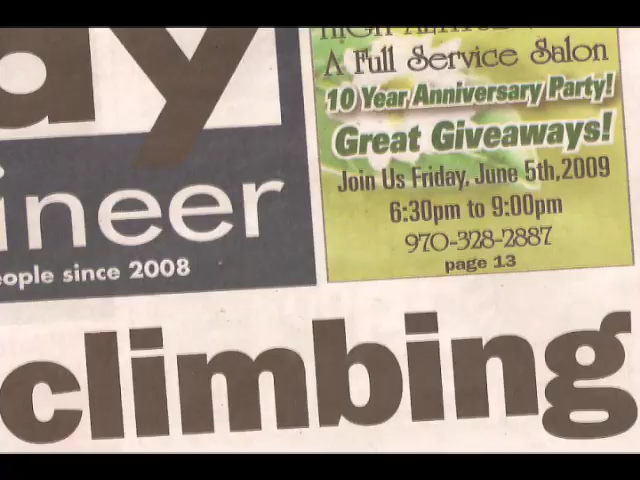 ay
ineer
eople since 2008
A Full Service Salon
10 Year Anniversary Party!
Great Giveaways!
Join Us Friday, June 5th,2009
6:30pm to 9:00pm
970-328-2887
page 13
climbing